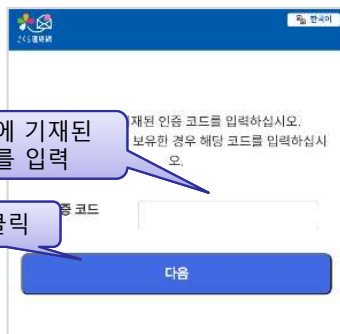 さくら連絡網
한국어
재된 인증 코드를 입력하십시오.
에 기재된
보유한 경우 해당 코드를 입력하십시
를 입력
오.
증 코드
클릭
다음